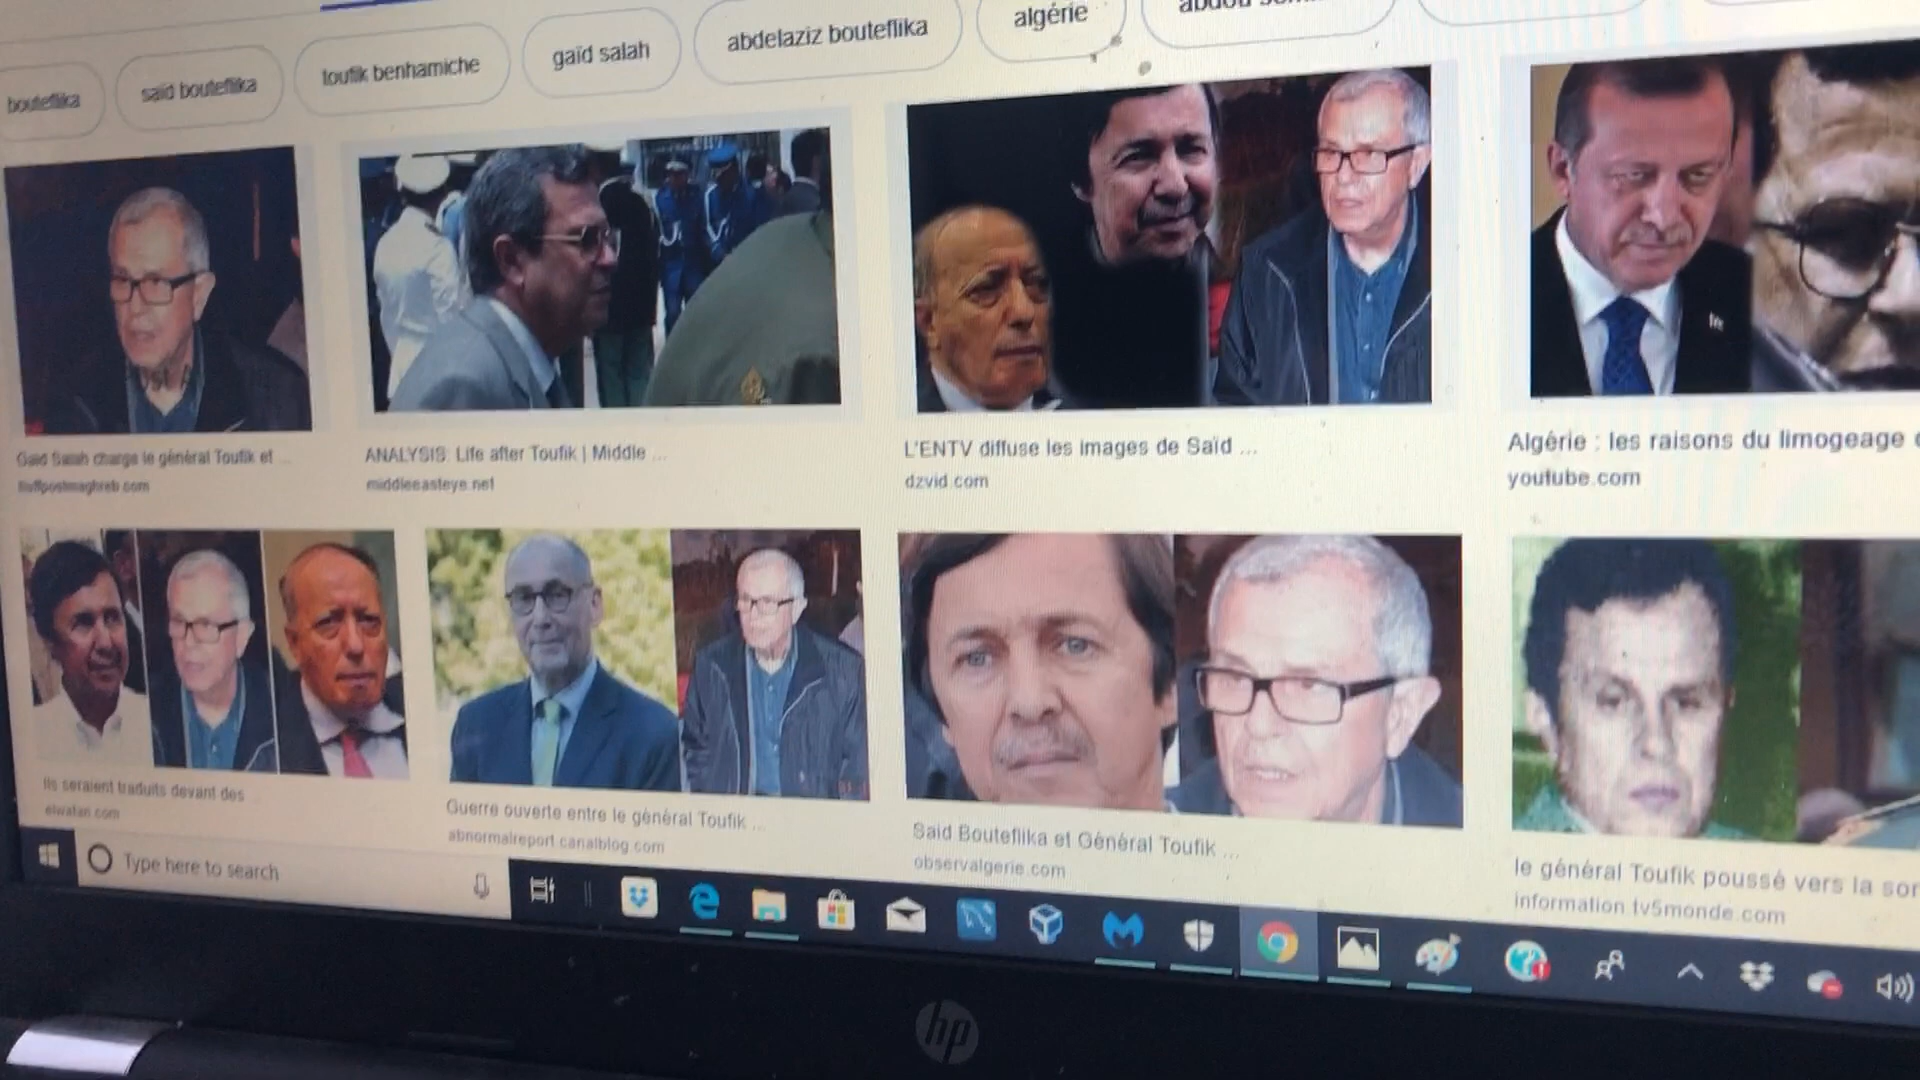 bouteflika
saïd bouteflika
toufik benhamiche
gaïd salah
abdelaziz bouteflika
algérie
Gaïd Salah charge le général Toufik et ...
huffpostmaghreb.com
ANALYSIS: Life after Toufik | Middle ...
middleeasteye.net
L'ENTV diffuse les images de Saïd ...
dzvid.com
Algérie : les raisons du limogeage
youtube.com
Ils seraient traduits devant des
elwatan.com
Guerre ouverte entre le général Toufik ...
abnormalreport.canalblog.com
Saïd Bouteflika et Général Toufik ...
observalgerie.com
le général Toufik poussé vers la sor
information.tv5monde.com
Type here to search
hp